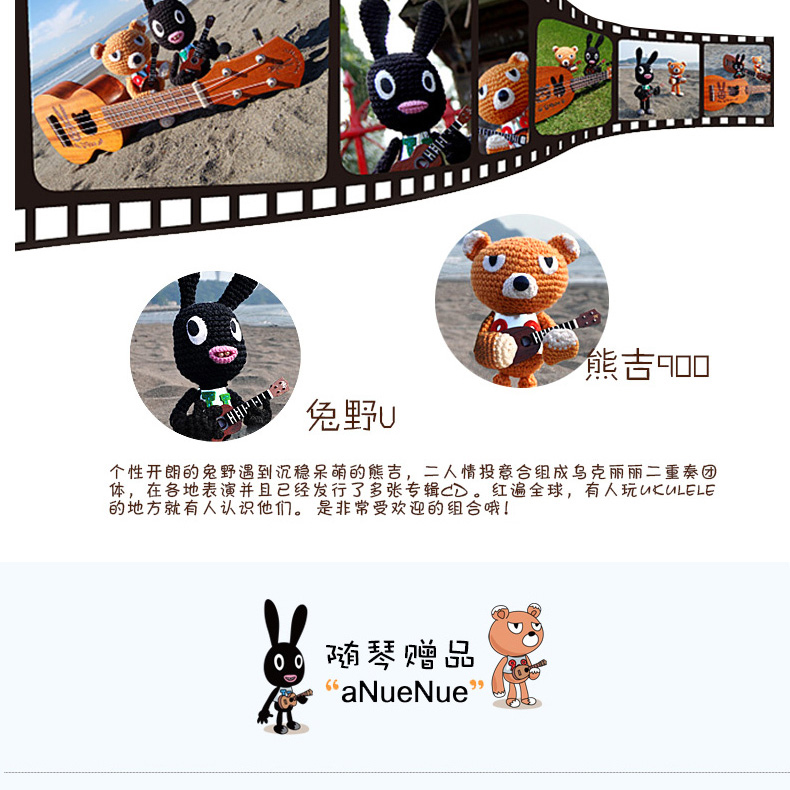 熊吉900
兔野U
个性开朗的兔野遇到沉稳呆萌的熊吉，二人情投意合组成乌克丽丽二重奏团
体，在各地表演并且已经发行了多张专辑CD。红遍全球，有人玩UKULELE
的地方就有人认识他们。 是非常受欢迎的组合哦！
随琴赠品
“aNueNue”